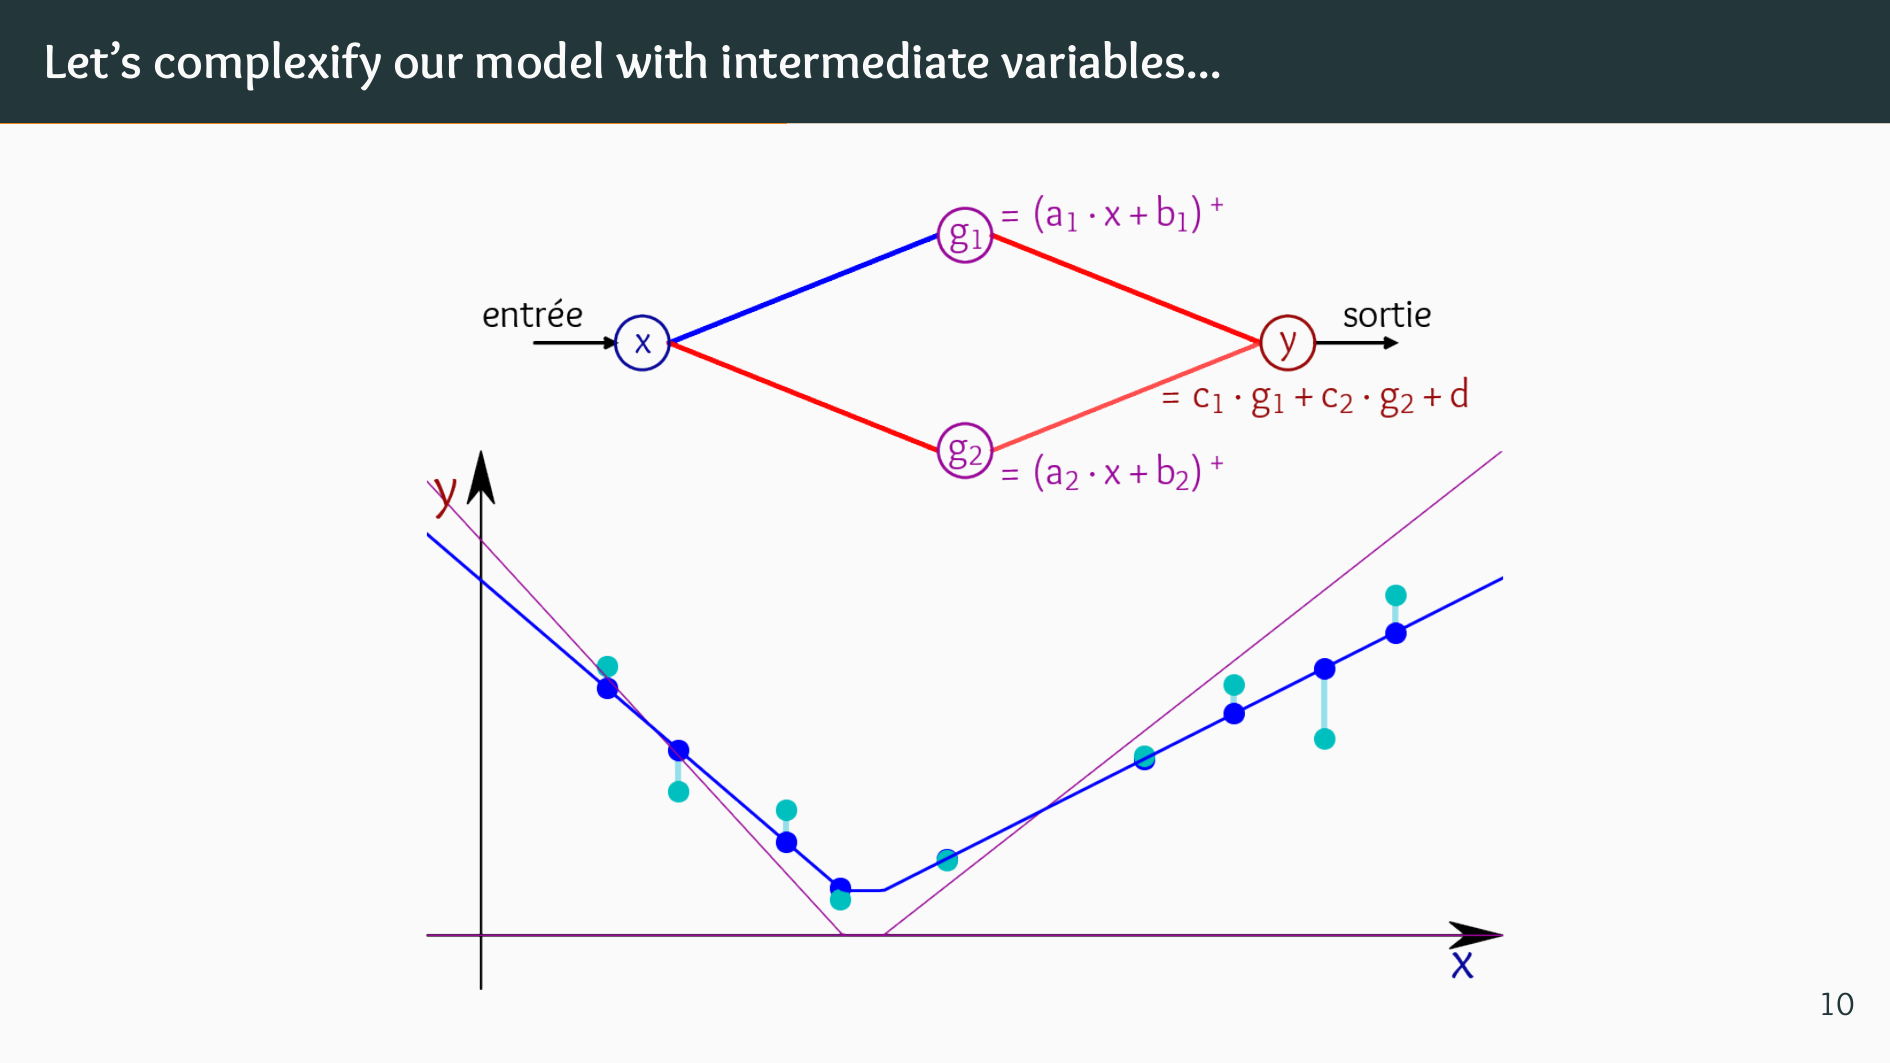 Let's complexify our model with intermediate variables...
g₁ = (a₁ · x + b₁)⁺
entrée
x
y
sortie
= c₁ · g₁ + c₂ · g₂ + d
g₂ = (a₂ · x + b₂)⁺
y
x
10